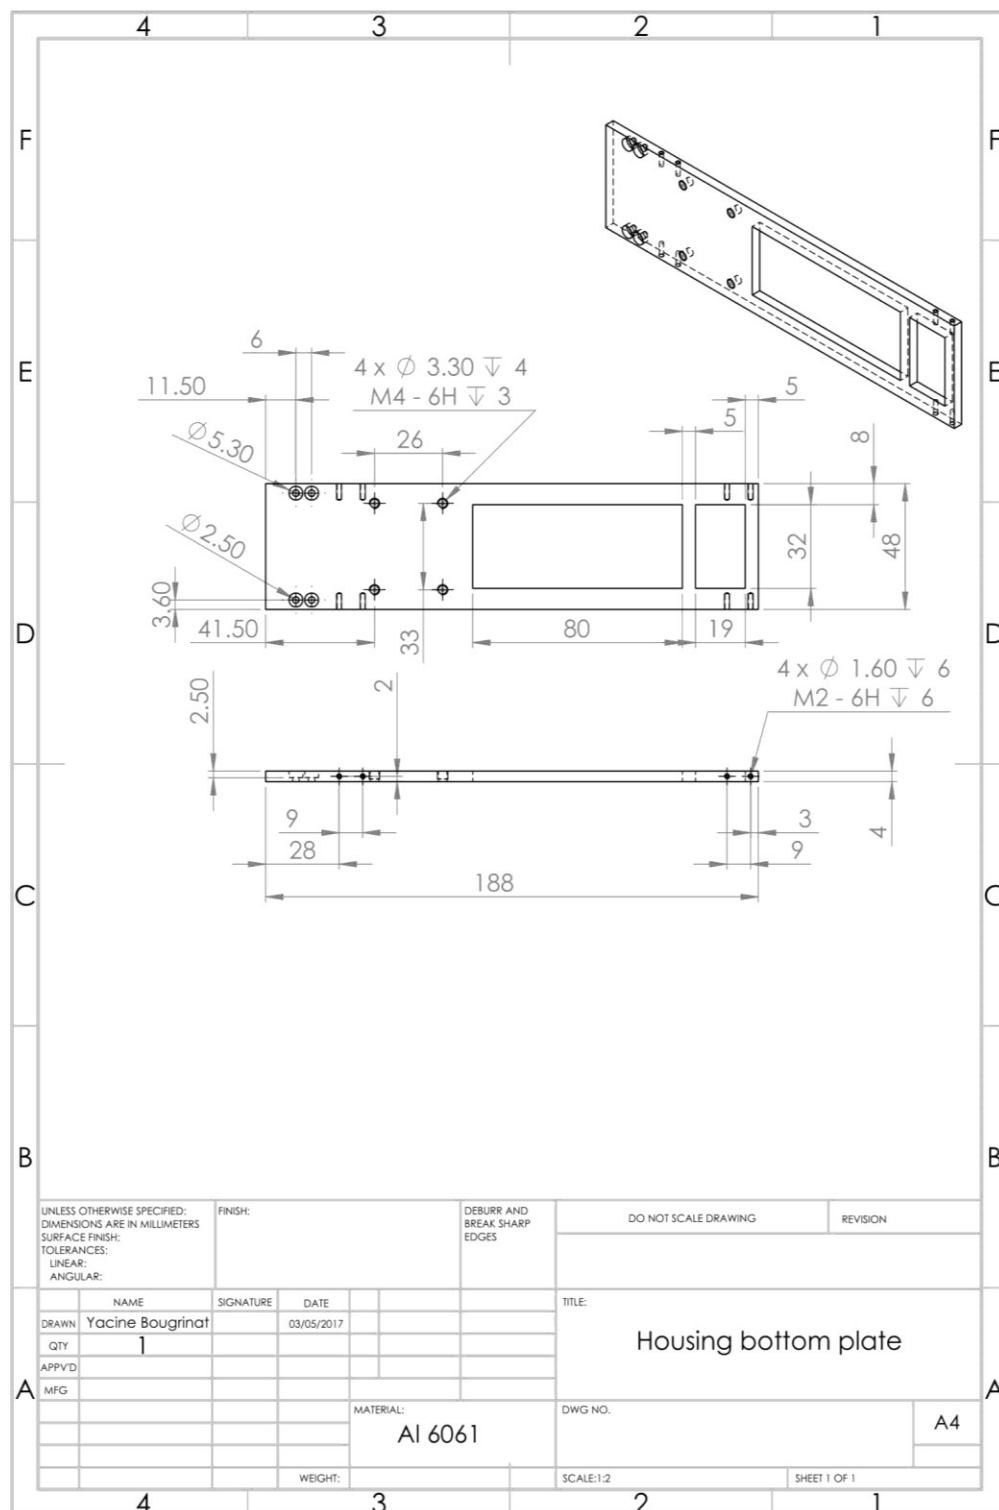 4 3 2 1
F F
6
4 x ∅ 3.30 ↧ 4
M4 - 6H ↧ 3
E E
11.50
5
5
26
8
∅5.30
∅2.50
32
48
3.60
D D
41.50
33
80
19
4 x ∅ 1.60 ↧ 6
M2 - 6H ↧ 6
2.50
2
9
3
4
28
9
188
C C
B B
UNLESS OTHERWISE SPECIFIED:
DIMENSIONS ARE IN MILLIMETERS
SURFACE FINISH:
TOLERANCES:
LINEAR:
ANGULAR:
FINISH:
DEBURR AND
BREAK SHARP
EDGES
DO NOT SCALE DRAWING
REVISION
NAME SIGNATURE DATE
DRAWN Yacine Bougrinat 03/05/2017
QTY 1
APPV'D
MFG
TITLE:
Housing bottom plate
A A
MATERIAL:
Al 6061
DWG NO.
A4
WEIGHT:
SCALE:1:2
SHEET 1 OF 1
4 3 2 1